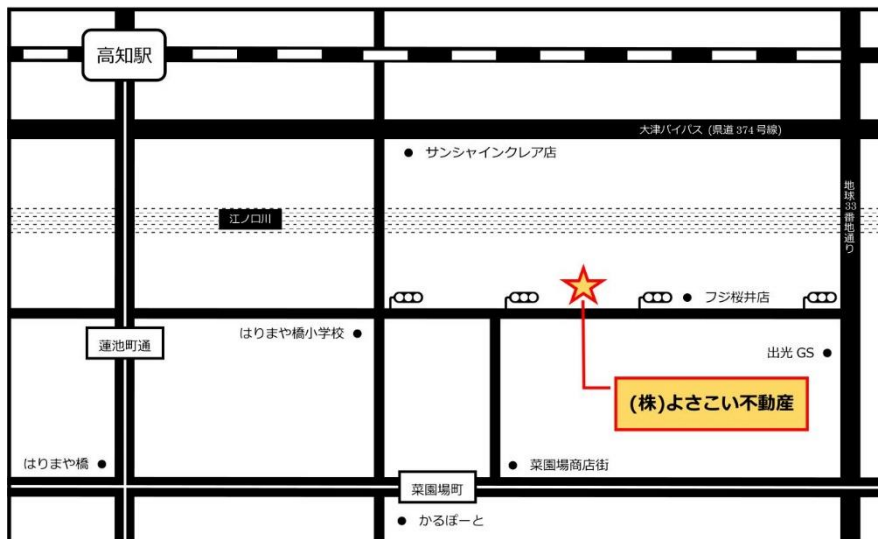 高知駅
大津バイパス (県道 374 号線)
サンシャインクレア店
地球 33 番地通り
江ノ口川
フジ桜井店
はりまや橋小学校
蓮池町通
出光 GS
(株)よさこい不動産
はりまや橋
菜園場商店街
菜園場町
かるぽーと